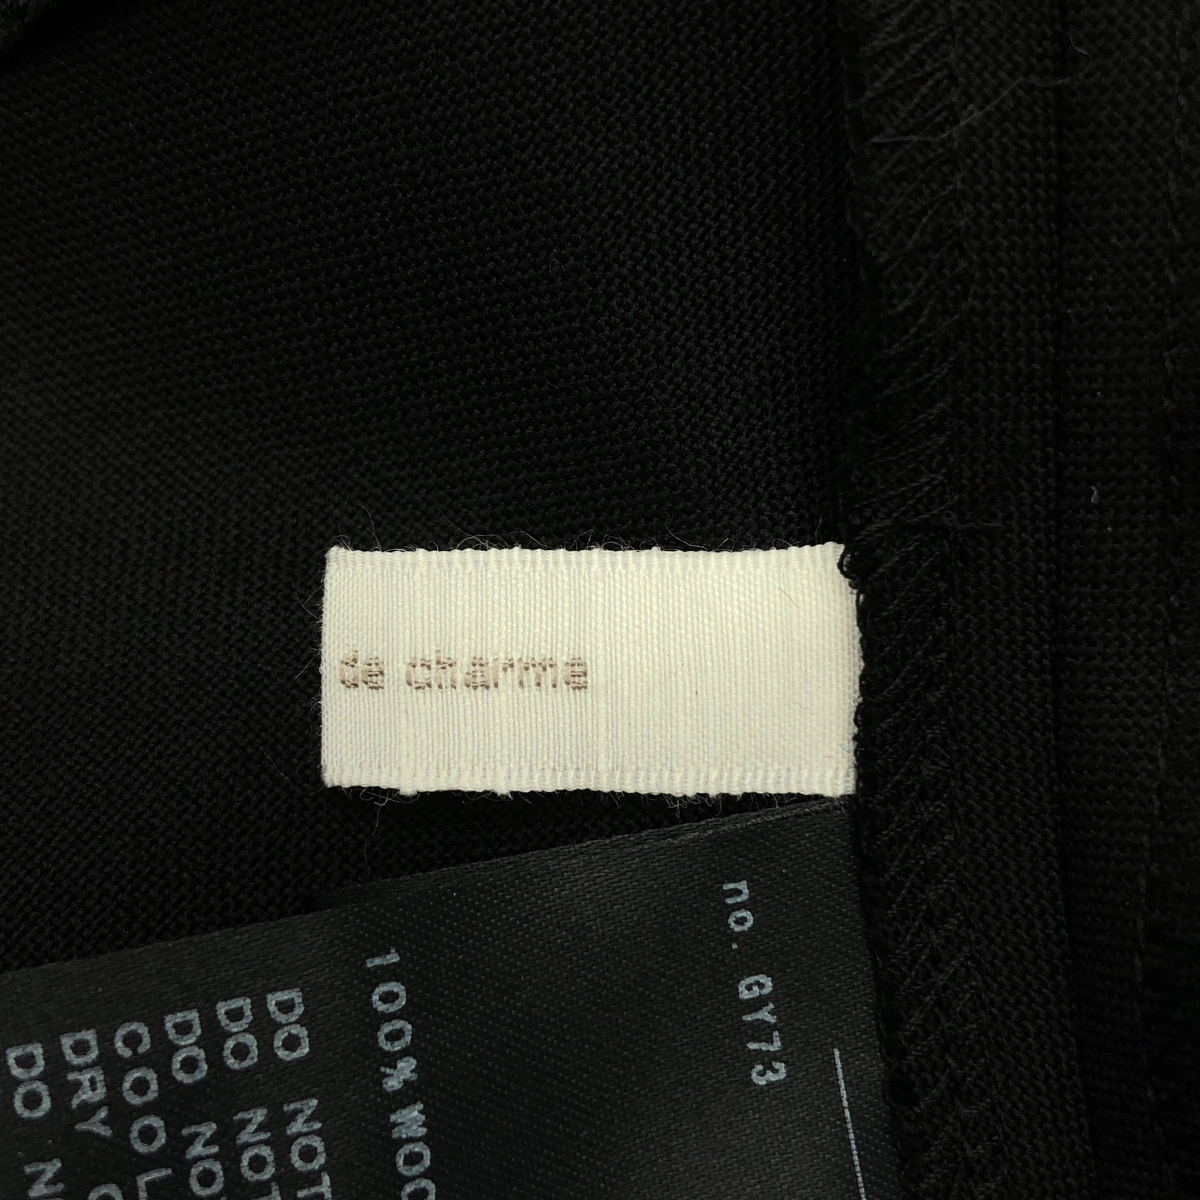 de charme
no. GY73
100% WOO
DO NOT
DO NOT
DO NO
COOL
DRY
DO N